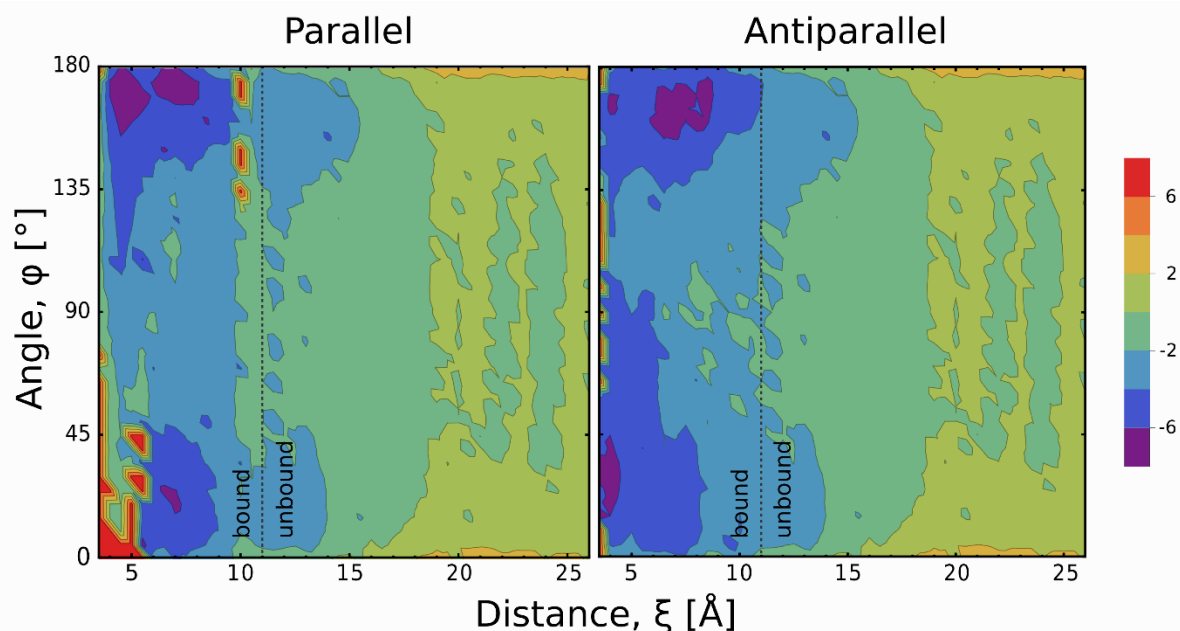 Parallel Antiparallel
180
135
90
45
0
Angle, φ [°]
bound
unbound
bound
unbound
5 10 15 20 25 5 10 15 20 25
Distance, ξ [Å]
6
2
-2
-6